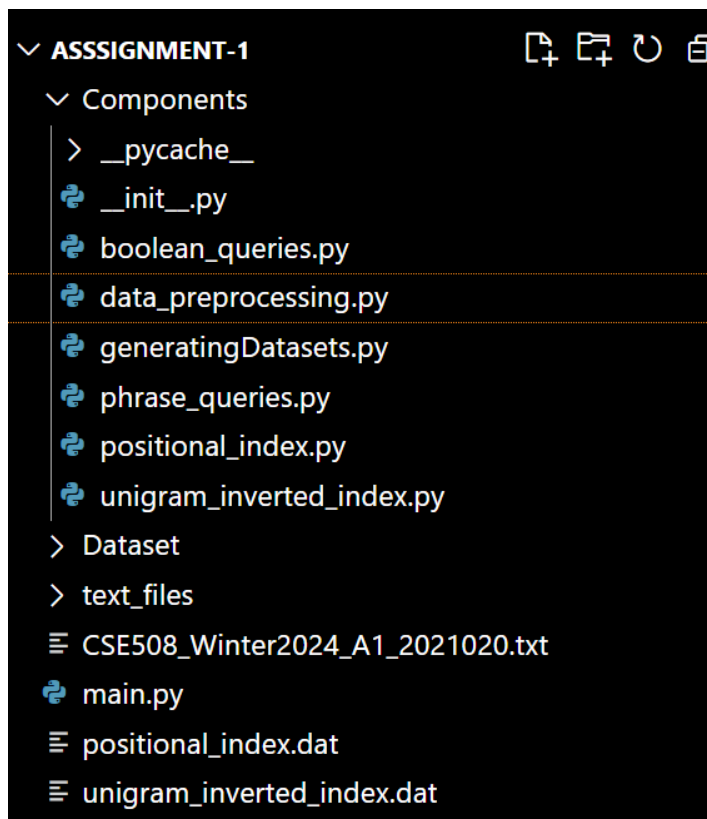 ASSSIGNMENT-1
Components
__pycache__
__init__.py
boolean_queries.py
data_preprocessing.py
generatingDatasets.py
phrase_queries.py
positional_index.py
unigram_inverted_index.py
Dataset
text_files
CSE508_Winter2024_A1_2021020.txt
main.py
positional_index.dat
unigram_inverted_index.dat